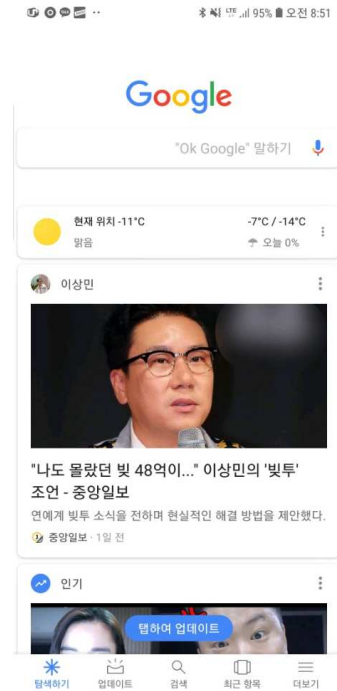 LTE 95% 오전 8:51
Google
"Ok Google" 말하기
현재 위치 -11°C -7°C / -14°C
맑음 오늘 0%
이상민
"나도 몰랐던 빚 48억이..." 이상민의 '빚투'
조언 - 중앙일보
연예계 빚투 소식을 전하며 현실적인 해결 방법을 제안했다.
중앙일보 · 1일 전
인기
탭하여 업데이트
탐색하기 업데이트 검색 최근 항목 더보기